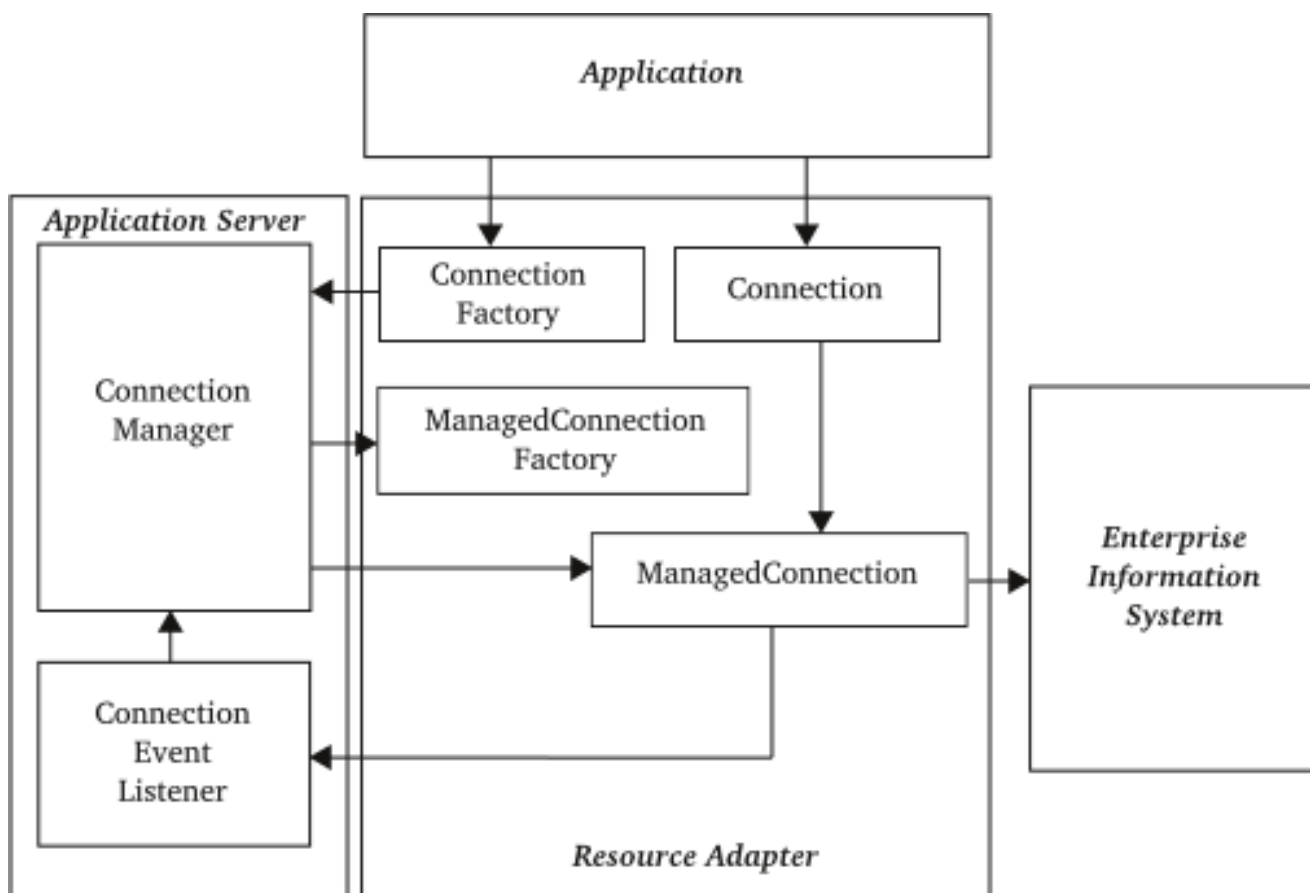 Application
Application Server
Connection
Factory
Connection
Connection
Manager
ManagedConnection
Factory
ManagedConnection
Enterprise
Information
System
Connection
Event
Listener
Resource Adapter